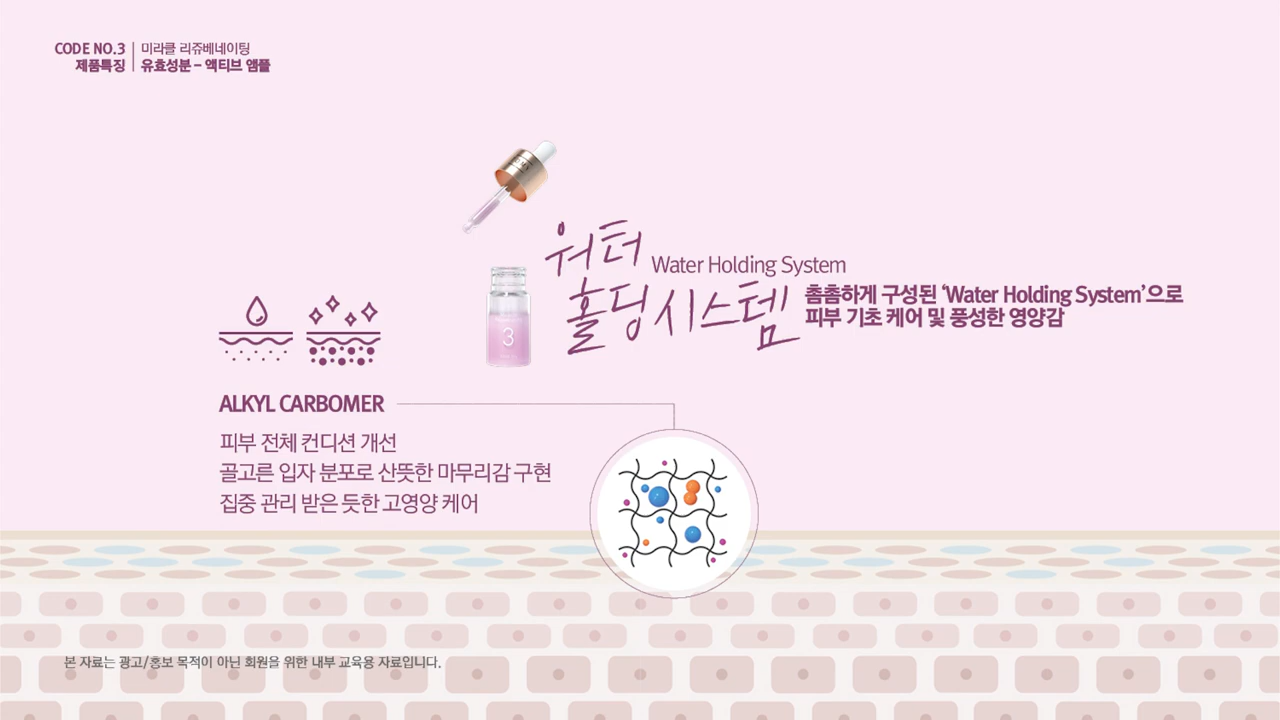 CODE NO.3
제품특징
미라클 리쥬베네이팅
유효성분 – 액티브 앰플
워터
홀딩시스템
Water Holding System
촘촘하게 구성된 ‘Water Holding System’으로
피부 기초 케어 및 풍성한 영양감
3
ALKYL CARBOMER
피부 전체 컨디션 개선
골고른 입자 분포로 산뜻한 마무리감 구현
집중 관리 받은 듯한 고영양 케어
본 자료는 광고/홍보 목적이 아닌 회원을 위한 내부 교육용 자료입니다.